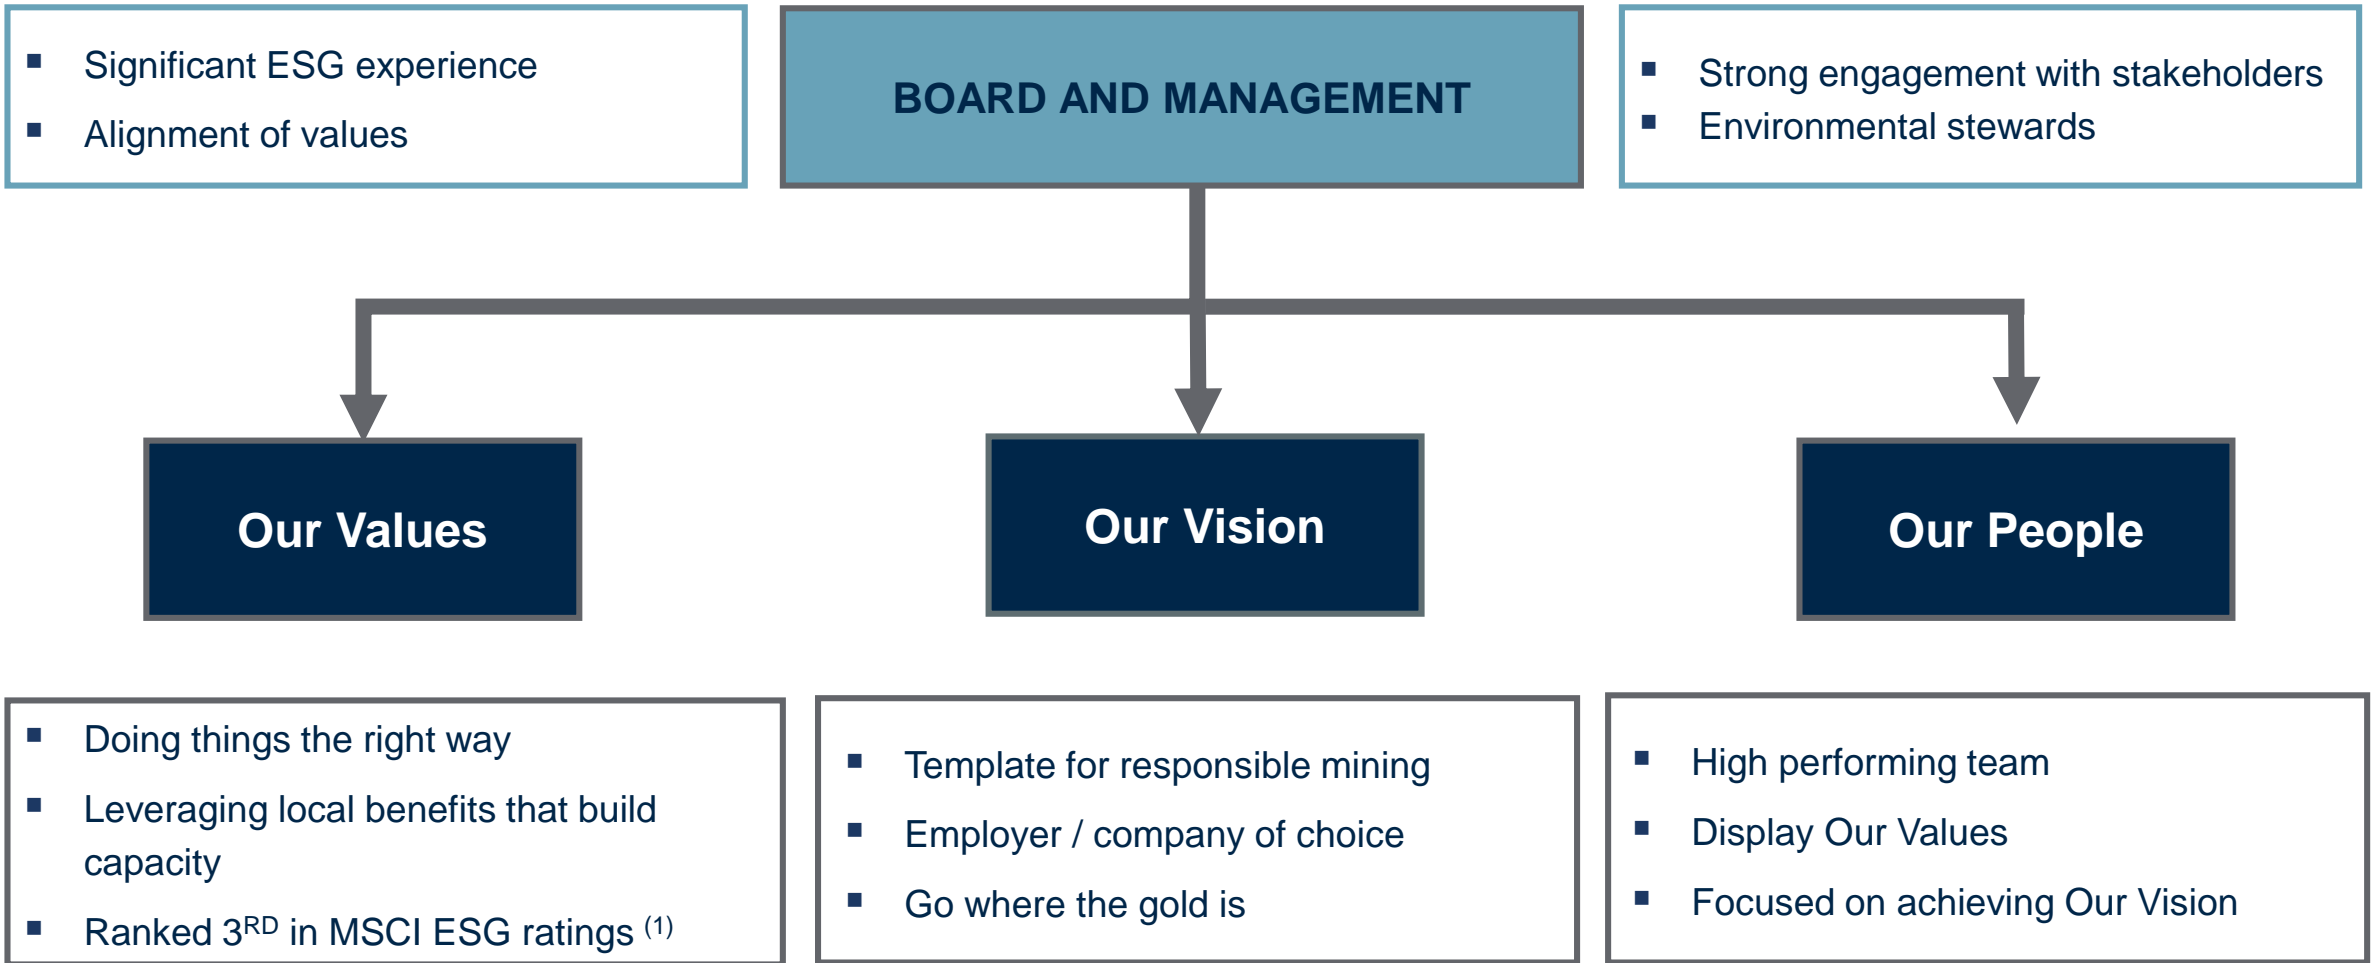 ▪ Significant ESG experience
▪ Alignment of values
BOARD AND MANAGEMENT
▪ Strong engagement with stakeholders
▪ Environmental stewards
Our Values
Our Vision
Our People
▪ Doing things the right way
▪ Leveraging local benefits that build
capacity
▪ Ranked 3RD in MSCI ESG ratings (1)
▪ Template for responsible mining
▪ Employer / company of choice
▪ Go where the gold is
▪ High performing team
▪ Display Our Values
▪ Focused on achieving Our Vision